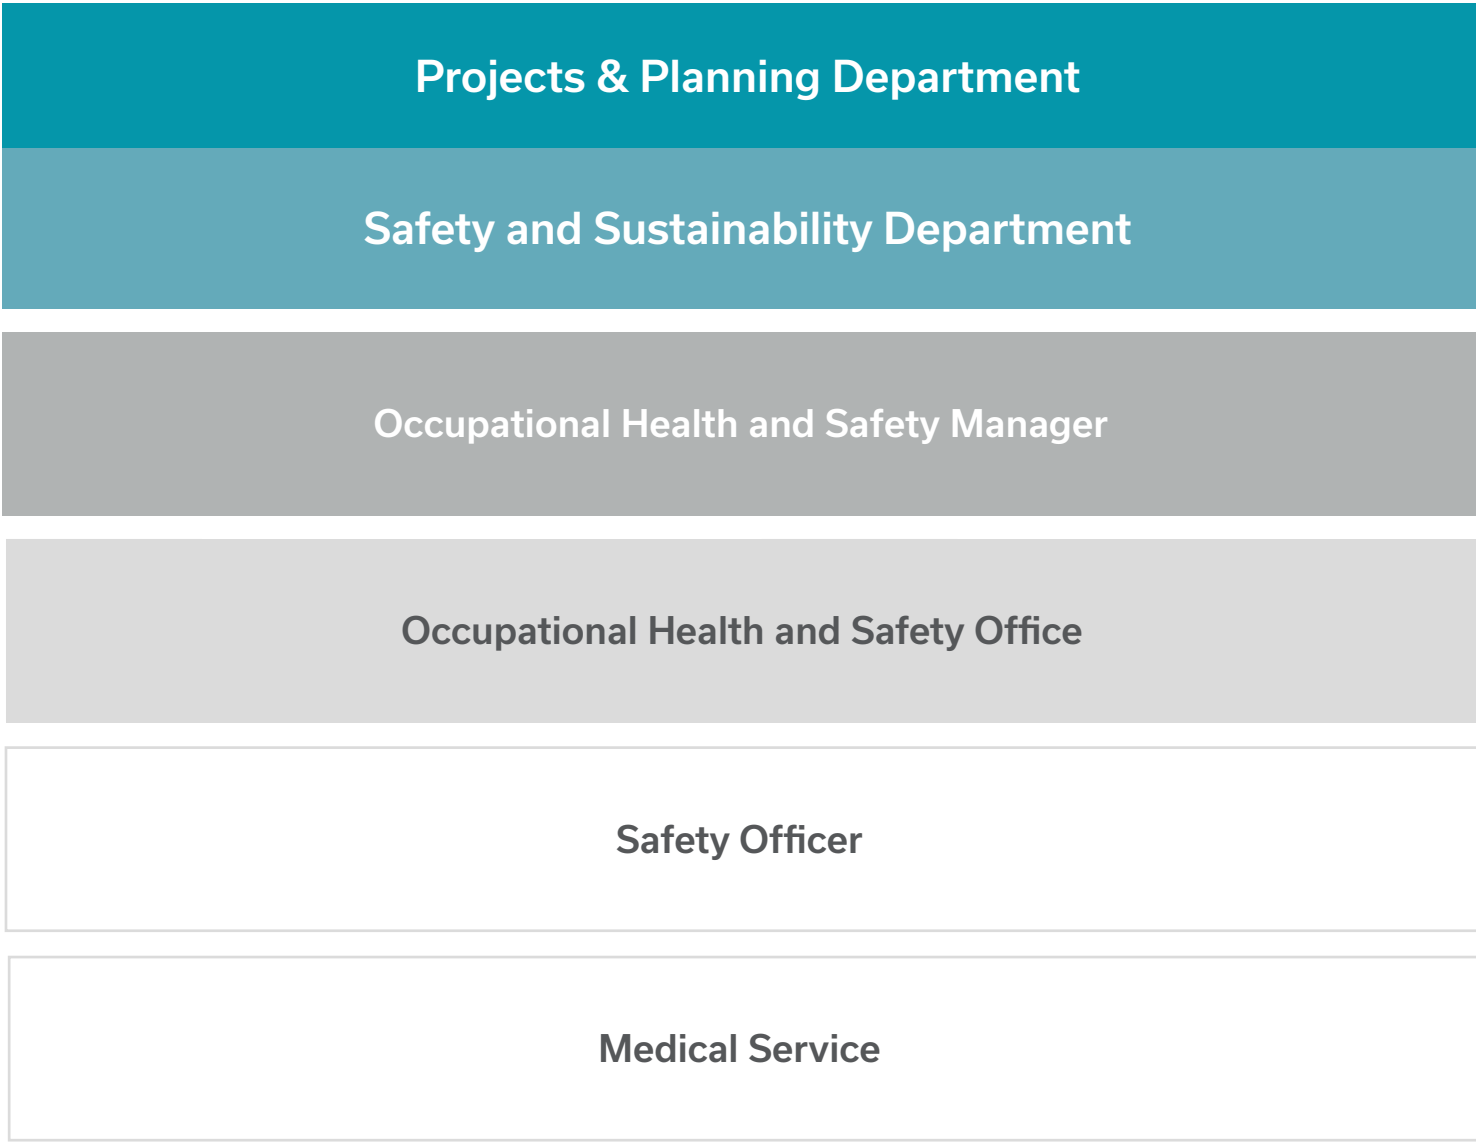 Projects & Planning Department
Safety and Sustainability Department
Occupational Health and Safety Manager
Occupational Health and Safety Office
Safety Officer
Medical Service